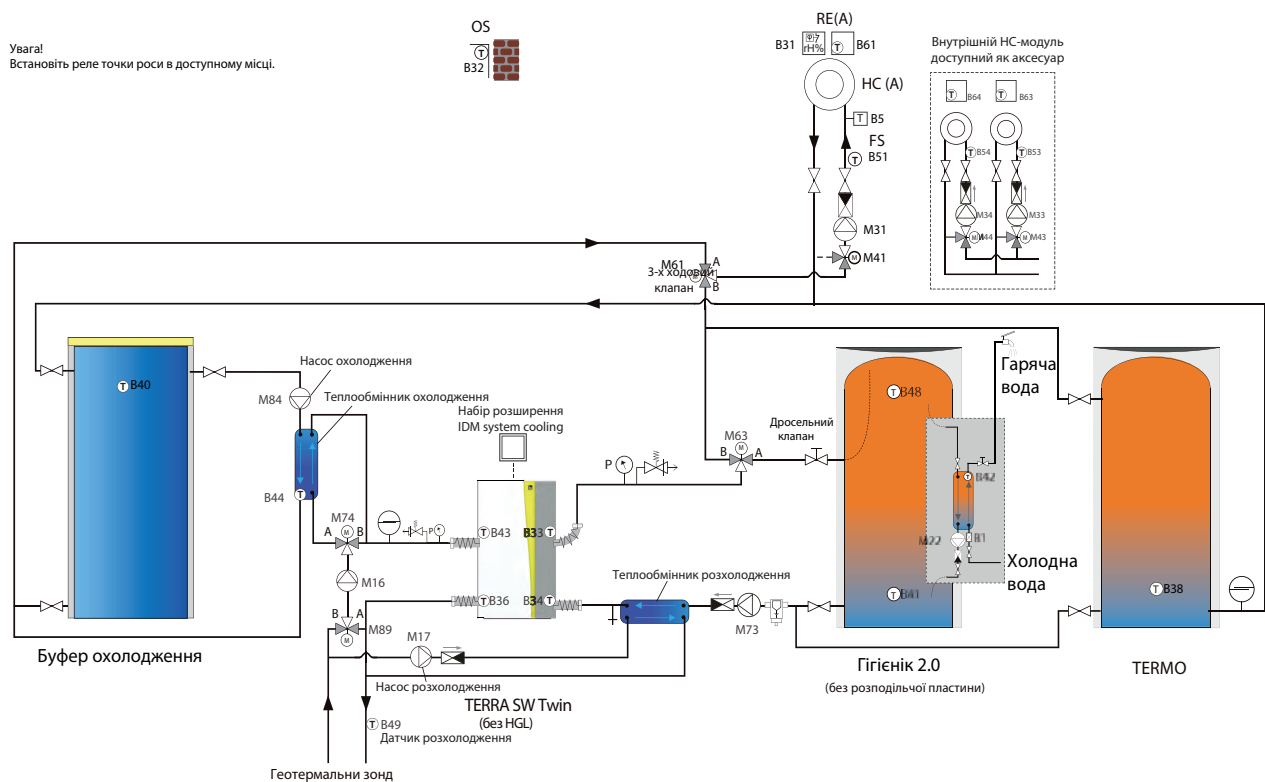 Увага!
Встановіть реле точки роси в доступному місці.
OS
T
B32
RE(A)
B31
rH%
T
B61
HC (A)
T
B5
FS
T
B51
M31
M
M41
Внутрішній НС-модуль
доступний як аксесуар
T
B64
T
B63
T
B54
T
B53
M34
M33
M
M44
M
M43
M61
A
3-х ходовий
M
клапан
B
T
B40
Насос охолодження
M84
Теплообмінник охолодження
B44
T
Набір розширення
IDM system cooling
M74
A
M
B
P
T
B43
B33
T
M16
T
B36
B34
T
B
A
M89
M
M17
Насос розхолодження
TERRA SW Twin
(без HGL)
T
B49
Датчик розхолодження
Геотермальни зонд
Буфер охолодження
P
M63
B
M
A
Дросельний
клапан
Теплообмінник розхолодження
M73
T
B48
Гаряча
вода
T
B42
M22
B1
Холодна
вода
T
B41
Гігієнік 2.0
(без розподільчої пластини)
T
B38
TERMO